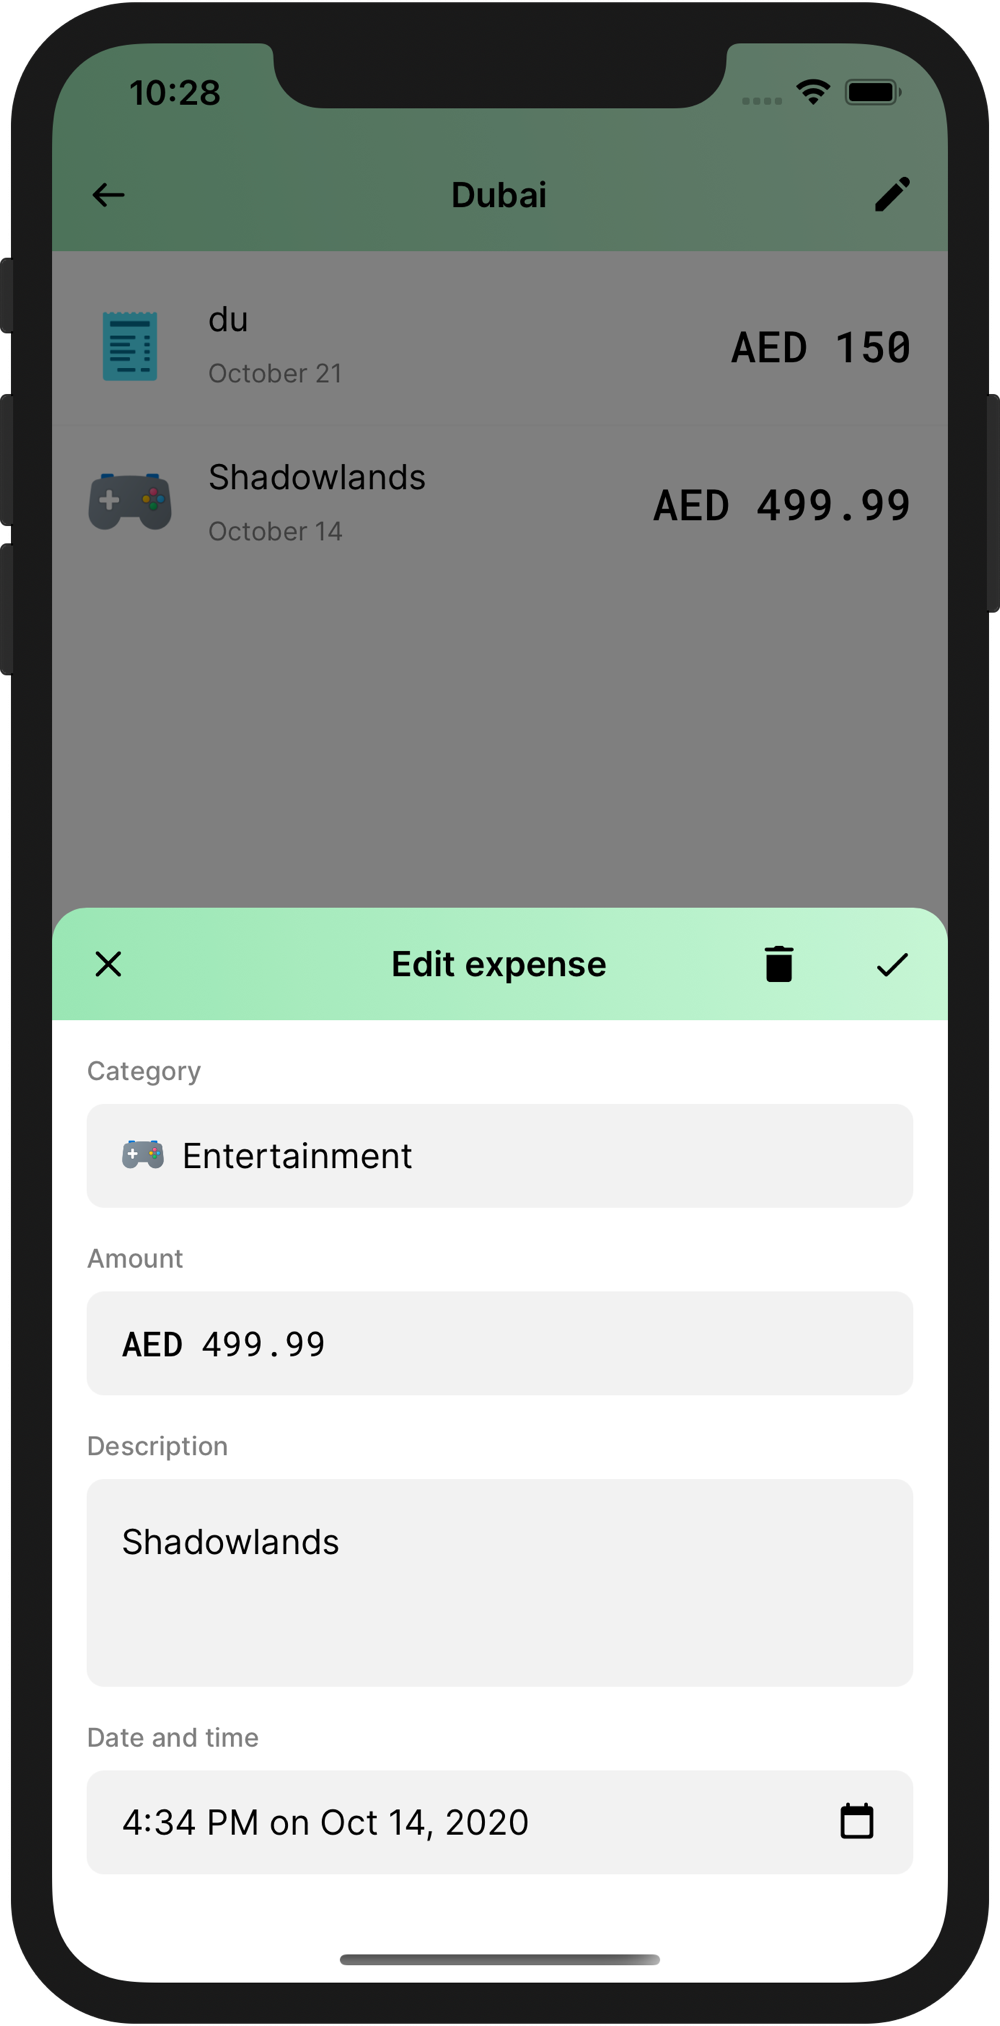 10:28
Dubai
du
October 21
AED 150
Shadowlands
October 14
AED 499.99
Edit expense
Category
Entertainment
Amount
AED 499.99
Description
Shadowlands
Date and time
4:34 PM on Oct 14, 2020